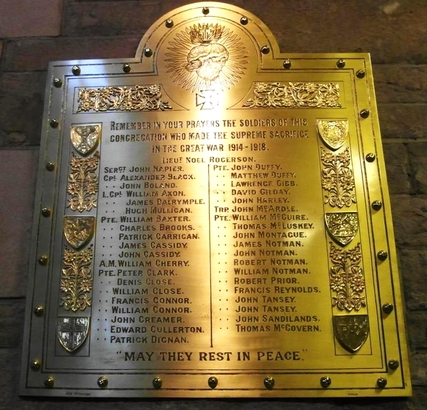 REMEMBER IN YOUR PRAYERS THE SOLDIERS OF THIS
CONGREGATION WHO MADE THE SUPREME SACRIFICE
IN THE GREAT WAR 1914-1918.
LIEUT NOEL ROGERSON.
SERGT JOHN NAPIER.
CPL ALEXANDER BLACK.
·· JOHN BOLAND.
L.CPL WILLIAM AXON.
·· JAMES DALRYMPLE.
·· HUGH MULLIGAN.
PTE. WILLIAM BAXTER.
·· CHARLES BROOKS.
·· PATRICK CARRIGAN.
·· JAMES CASSIDY.
·· JOHN CASSIDY.
A.M. WILLIAM CHERRY.
PTE. PETER CLARK.
·· DENIS CLOSE.
·· WILLIAM CLOSE.
·· FRANCIS CONNOR.
·· WILLIAM CONNOR.
·· JOHN CREAMER.
·· EDWARD CULLERTON.
·· PATRICK DIGNAN.
PTE. JOHN DUFFY.
·· MATTHEW DUFFY.
·· LAWRENCE GIBB.
·· DAVID GILDAY.
·· JOHN HARLEY.
TPR JOHN McARDLE.
PTE. WILLIAM McGUIRE.
·· THOMAS McLUSKEY.
·· JOHN MONTAGUE.
·· JAMES NOTMAN.
·· JOHN NOTMAN.
·· ROBERT NOTMAN.
·· WILLIAM NOTMAN.
·· ROBERT PRIOR.
·· FRANCIS REYNOLDS.
·· JOHN TANSEY.
·· JOHN TANSEY.
·· JOHN SANDILANDS.
·· THOMAS McGOVERN.
"MAY THEY REST IN PEACE."